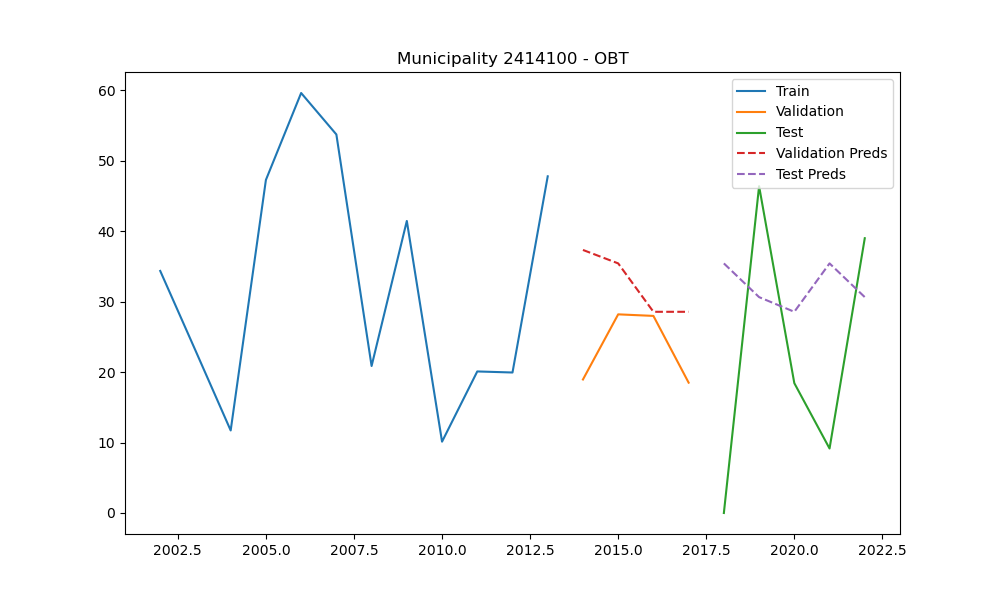 Municipality 2414100 - OBT
Train
Validation
Test
Validation Preds
Test Preds
60
50
40
30
20
10
0
2002.5 2005.0 2007.5 2010.0 2012.5 2015.0 2017.5 2020.0 2022.5